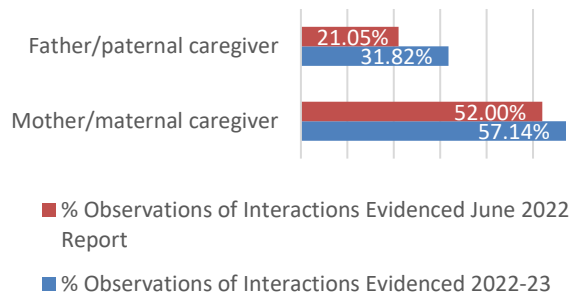 Father/paternal caregiver
21.05%
31.82%
Mother/maternal caregiver
52.00%
57.14%
% Observations of Interactions Evidenced June 2022
Report
% Observations of Interactions Evidenced 2022-23